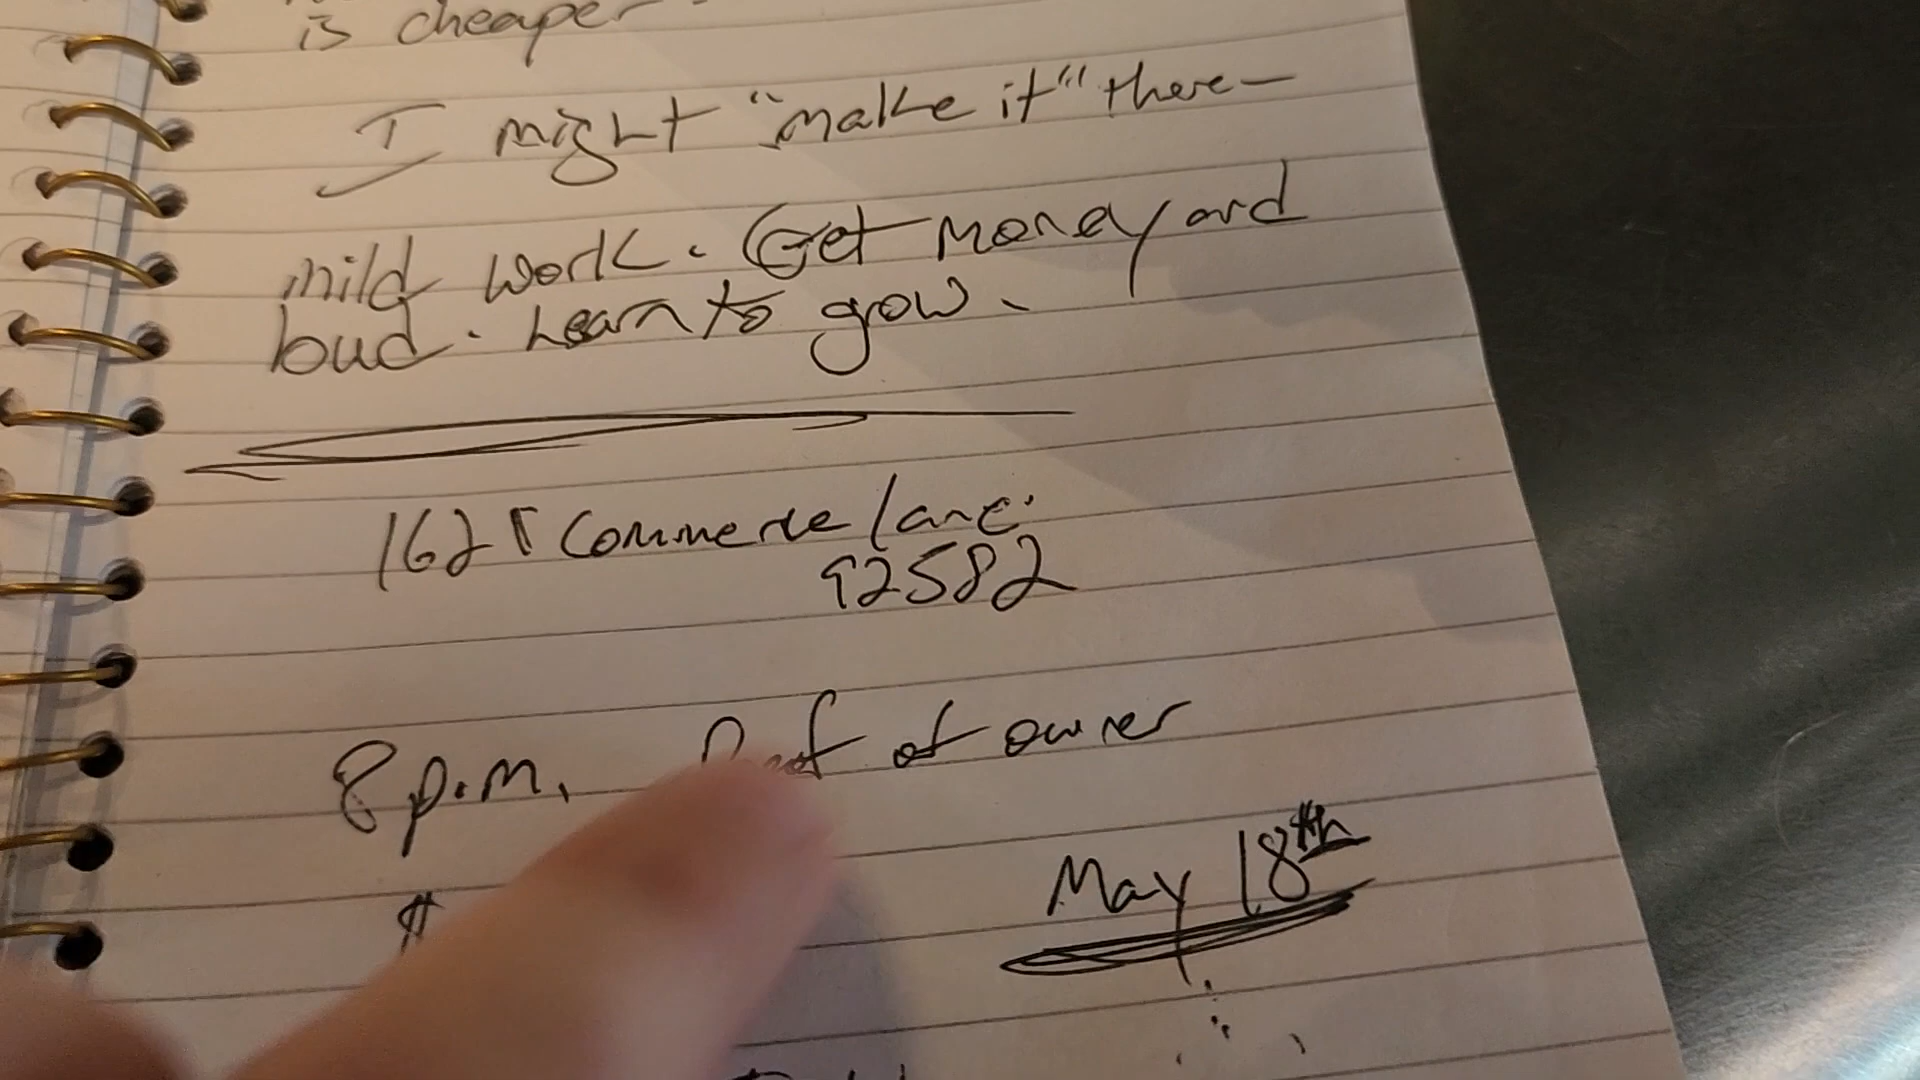 is cheaper.
I might "make it" there—
mild work. Get money and
bud. Learn to grow.
Commerce lane.
92582
8 p.m. of owner
May 18th
$